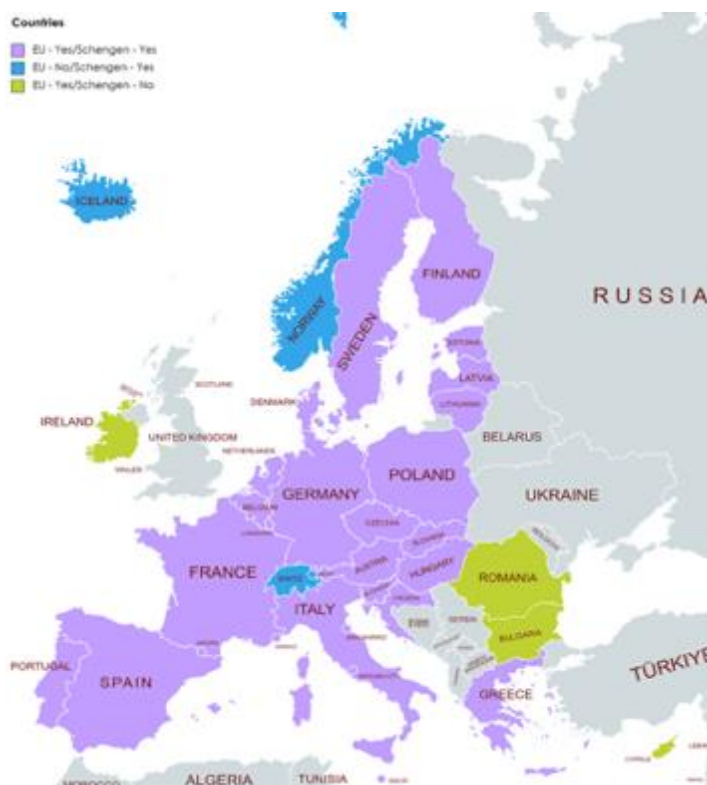 Countries
EU - Yes/Schengen - Yes
EU - No/Schengen - Yes
EU - Yes/Schengen - No
ICELAND
FINLAND
RUSSIA
NORWAY
SWEDEN
ESTONIA
LATVIA
LITHUANIA
SCOTLAND
DENMARK
IRELAND
UNITED KINGDOM
NETHERLANDS
BELARUS
WALES
POLAND
GERMANY
BELGIUM
UKRAINE
CZECHIA
SLOVAKIA
MOLDOVA
FRANCE
AUSTRIA
HUNGARY
ROMANIA
SWITZ.
ITALY
SERBIA
BULGARIA
PORTUGAL
SPAIN
GREECE
TÜRKIYE
CYPRUS
MOROCCO
ALGERIA
TUNISIA